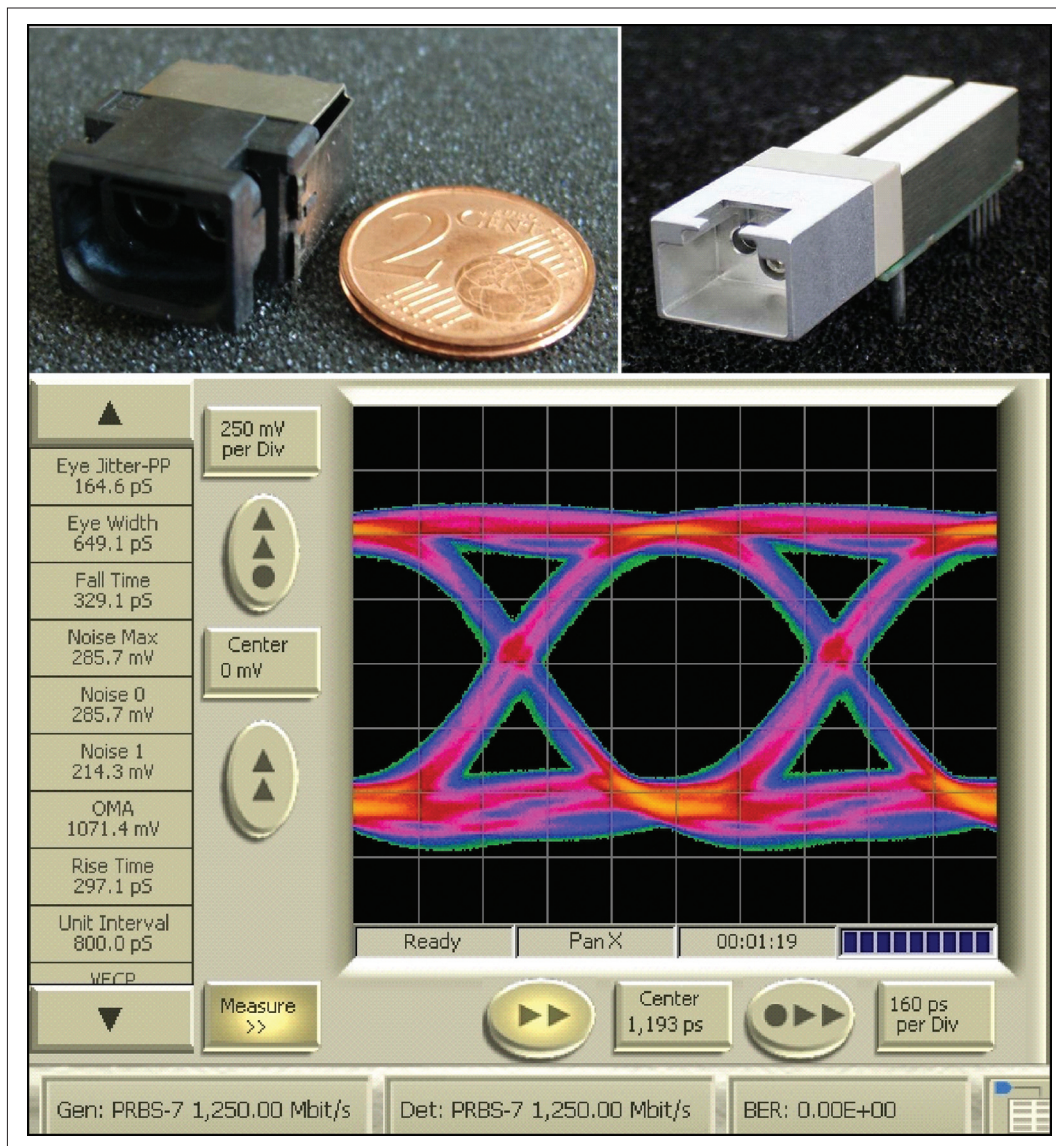 2
CENT
250 mV
per Div
Eye Jitter-PP
164.6 pS
Eye Width
649.1 pS
Fall Time
329.1 pS
Noise Max
285.7 mV
Center
0 mV
Noise 0
285.7 mV
Noise 1
214.3 mV
OMA
1071.4 mV
Rise Time
297.1 pS
Unit Interval
800.0 pS
VECP
Ready
Pan X
00:01:19
Measure
>>
Center
1,193 ps
160 ps
per Div
Gen: PRBS-7 1,250.00 Mbit/s
Det: PRBS-7 1,250.00 Mbit/s
BER: 0.00E+00